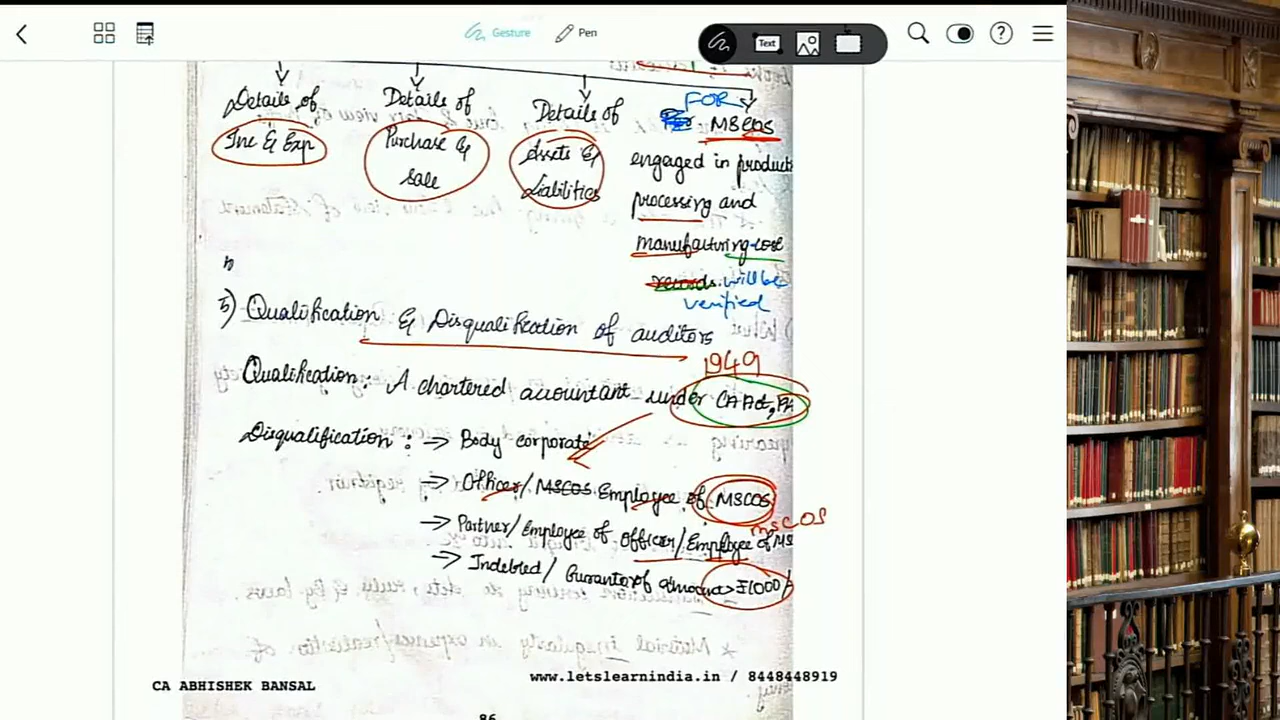 Gesture Pen Text
Details of Details of Details of FOR
Inc & Exp Purchase & Assets & MSCOS
Sale Liabilities engaged in product
processing and
manufacturing cost
records will be
verified
5) Qualification & Disqualification of auditors
1949
Qualification: A chartered accountant under CA Act,
Disqualification: → Body corporate
→ Officer/MSCOS Employee of MSCOS
MSCOS
→ Partner/Employee of Officer/Employee of MS
→ Indebted/Gurantor of amount > ₹1000/
CA ABHISHEK BANSAL www.letslearnindia.in / 8448448919
86